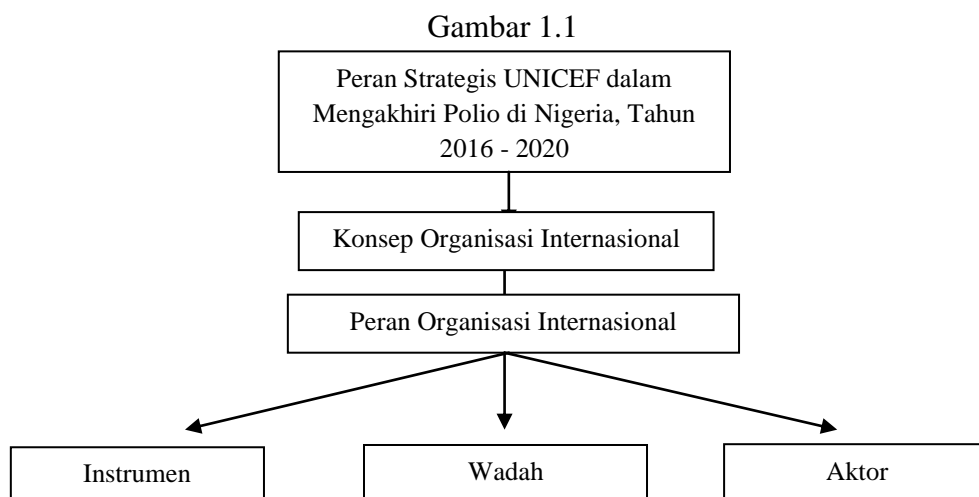 Gambar 1.1
Peran Strategis UNICEF dalam
Mengakhiri Polio di Nigeria, Tahun
2016 - 2020
Konsep Organisasi Internasional
Peran Organisasi Internasional
Instrumen
Wadah
Aktor